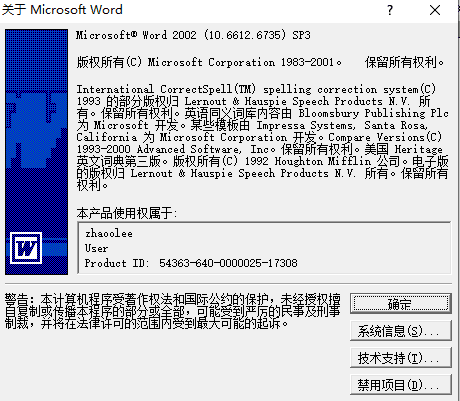 关于 Microsoft Word
Microsoft® Word 2002 (10.6612.6735) SP3
版权所有(C) Microsoft Corporation 1983-2001。 保留所有权利。
International CorrectSpell(TM) spelling correction system(C)
1993 的部分版权归 Lernout & Hauspie Speech Products N.V. 所
有。保留所有权利。英语同义词库内容由 Bloomsbury Publishing Plc
为 Microsoft 开发。某些模板由 Impressa Systems, Santa Rosa,
California 为 Microsoft 开发。Compare Versions(C)
1993-2000 Advanced Software, Inc。保留所有权利。美国 Heritage
英文词典第三版。版权所有(C) 1992 Houghton Mifflin 公司。电子版
的版权归 Lernout & Hauspie Speech Products N.V. 所有。保留所有
权利。
本产品使用权属于:
zhaoolee
User
Product ID: 54363-640-0000025-17308
W
警告: 本计算机程序受著作权法和国际公约的保护，未经授权擅
自复制或传播本程序的部分或全部，可能受到严厉的民事及刑事
制裁，并将在法律许可的范围内受到最大可能的起诉。
确定
系统信息(S)...
技术支持(T)...
禁用项目(D)...